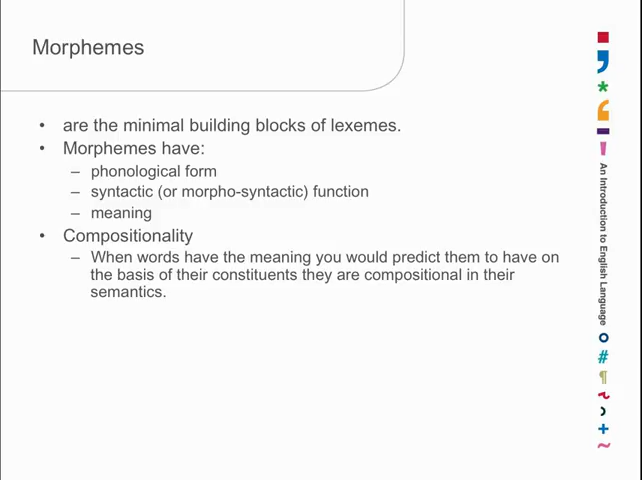 Morphemes
• are the minimal building blocks of lexemes.
• Morphemes have:
– phonological form
– syntactic (or morpho-syntactic) function
– meaning
• Compositionality
– When words have the meaning you would predict them to have on
the basis of their constituents they are compositional in their
semantics.
An Introduction to English Language